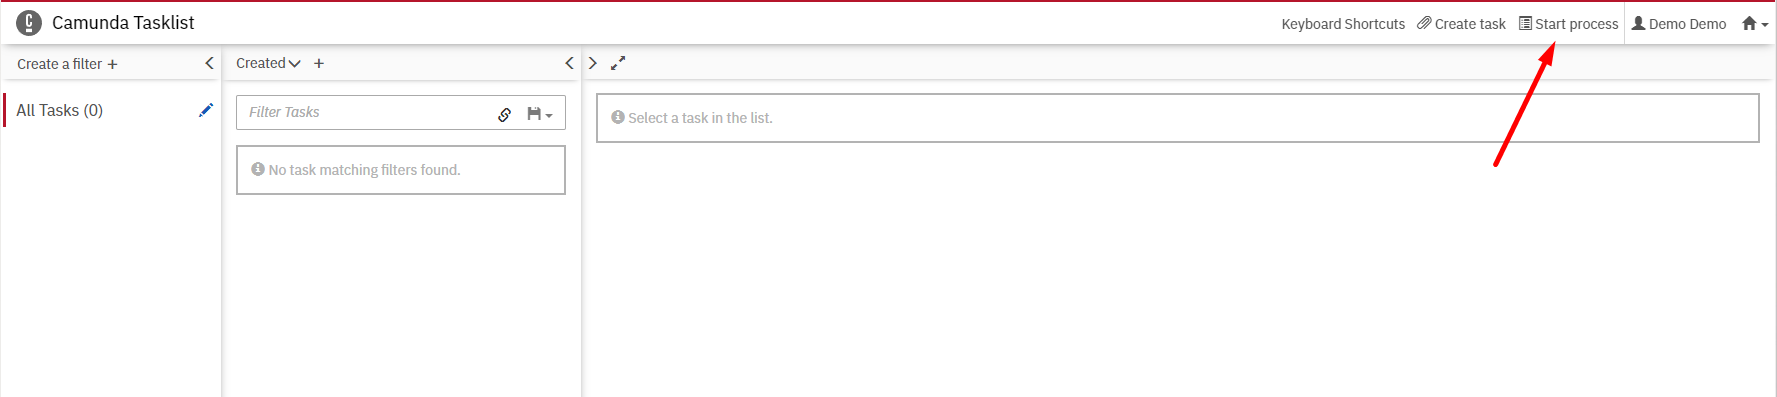 Camunda Tasklist
Keyboard Shortcuts Create task Start process Demo Demo
Create a filter +
Created +
All Tasks (0)
Filter Tasks
No task matching filters found.
Select a task in the list.